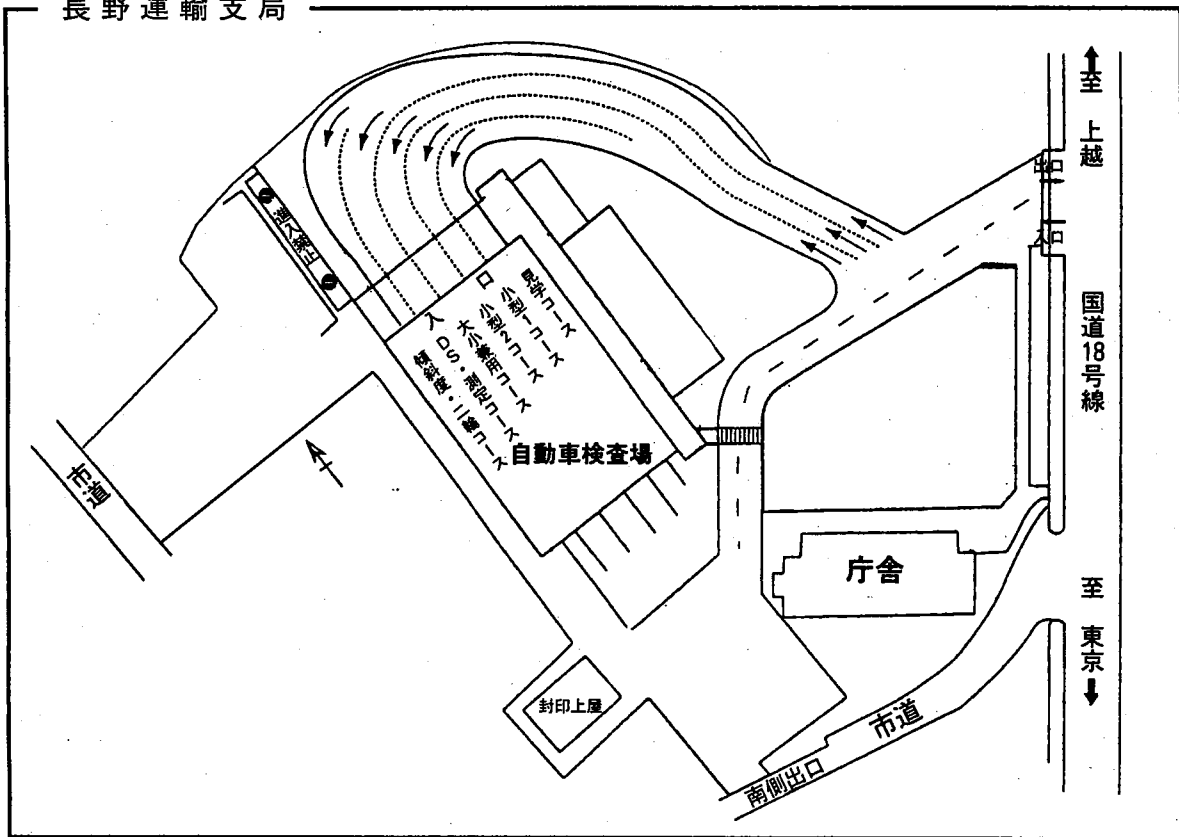 長野運輸支局
至 上越
出口
入口
国道18号線
至 東京
進入禁止
入口
見学コース
小型1コース
小型2コース
大小兼用コース
DS・測定コース
傾斜度・二輪コース
自動車検査場
市道
庁舎
封印上屋
市道
南側出口